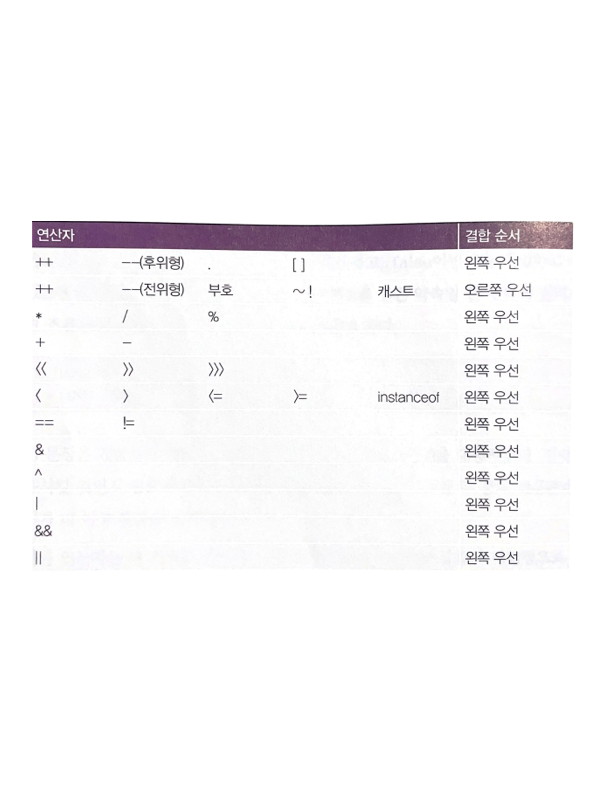 연산자 결합 순서
++ --(후위형) . [ ] 왼쪽 우선
++ --(전위형) 부호 ~ ! 캐스트 오른쪽 우선
* / % 왼쪽 우선
+ - 왼쪽 우선
<< >> >>> 왼쪽 우선
< > <= >= instanceof 왼쪽 우선
== != 왼쪽 우선
& 왼쪽 우선
^ 왼쪽 우선
| 왼쪽 우선
&& 왼쪽 우선
|| 왼쪽 우선